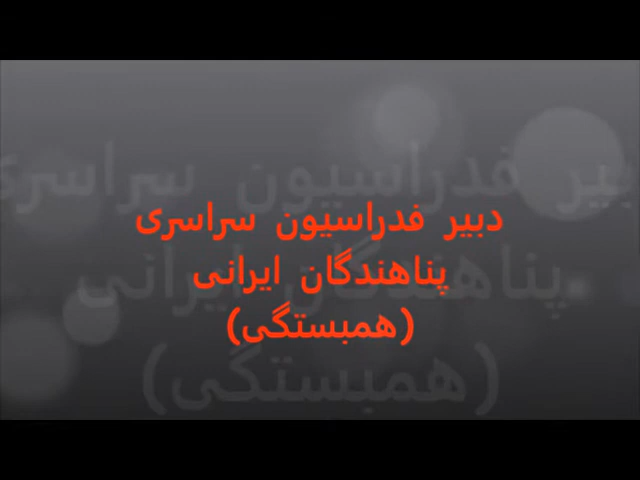 دبیر فدراسیون سراسری
پناهندگان ایرانی
(همبستگی)